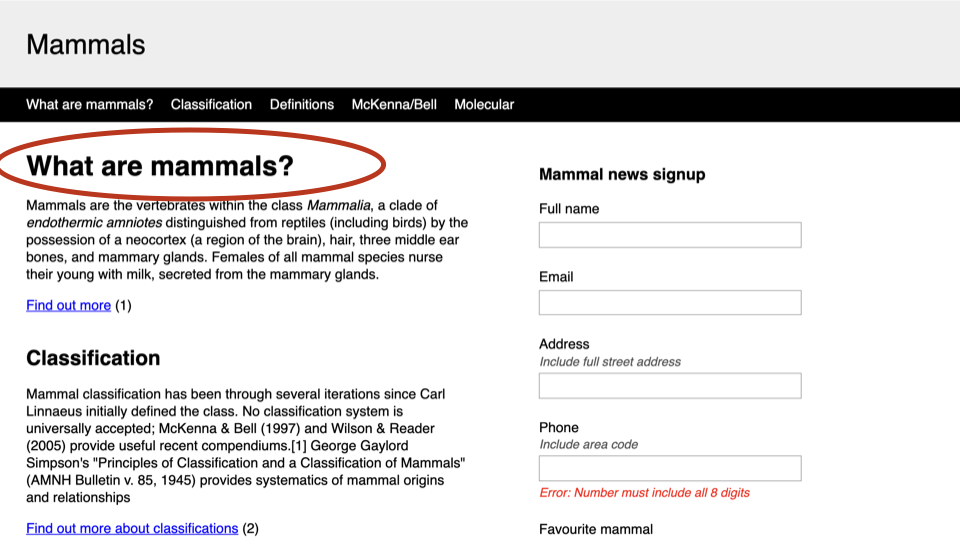 Mammals
What are mammals? Classification Definitions McKenna/Bell Molecular
What are mammals?
Mammals are the vertebrates within the class Mammalia, a clade of
endothermic amniotes distinguished from reptiles (including birds) by the
possession of a neocortex (a region of the brain), hair, three middle ear
bones, and mammary glands. Females of all mammal species nurse
their young with milk, secreted from the mammary glands.
Find out more (1)
Classification
Mammal classification has been through several iterations since Carl
Linnaeus initially defined the class. No classification system is
universally accepted; McKenna & Bell (1997) and Wilson & Reader
(2005) provide useful recent compendiums.[1] George Gaylord
Simpson's "Principles of Classification and a Classification of Mammals"
(AMNH Bulletin v. 85, 1945) provides systematics of mammal origins
and relationships
Find out more about classifications (2)
Mammal news signup
Full name
Email
Address
Include full street address
Phone
Include area code
Error: Number must include all 8 digits
Favourite mammal